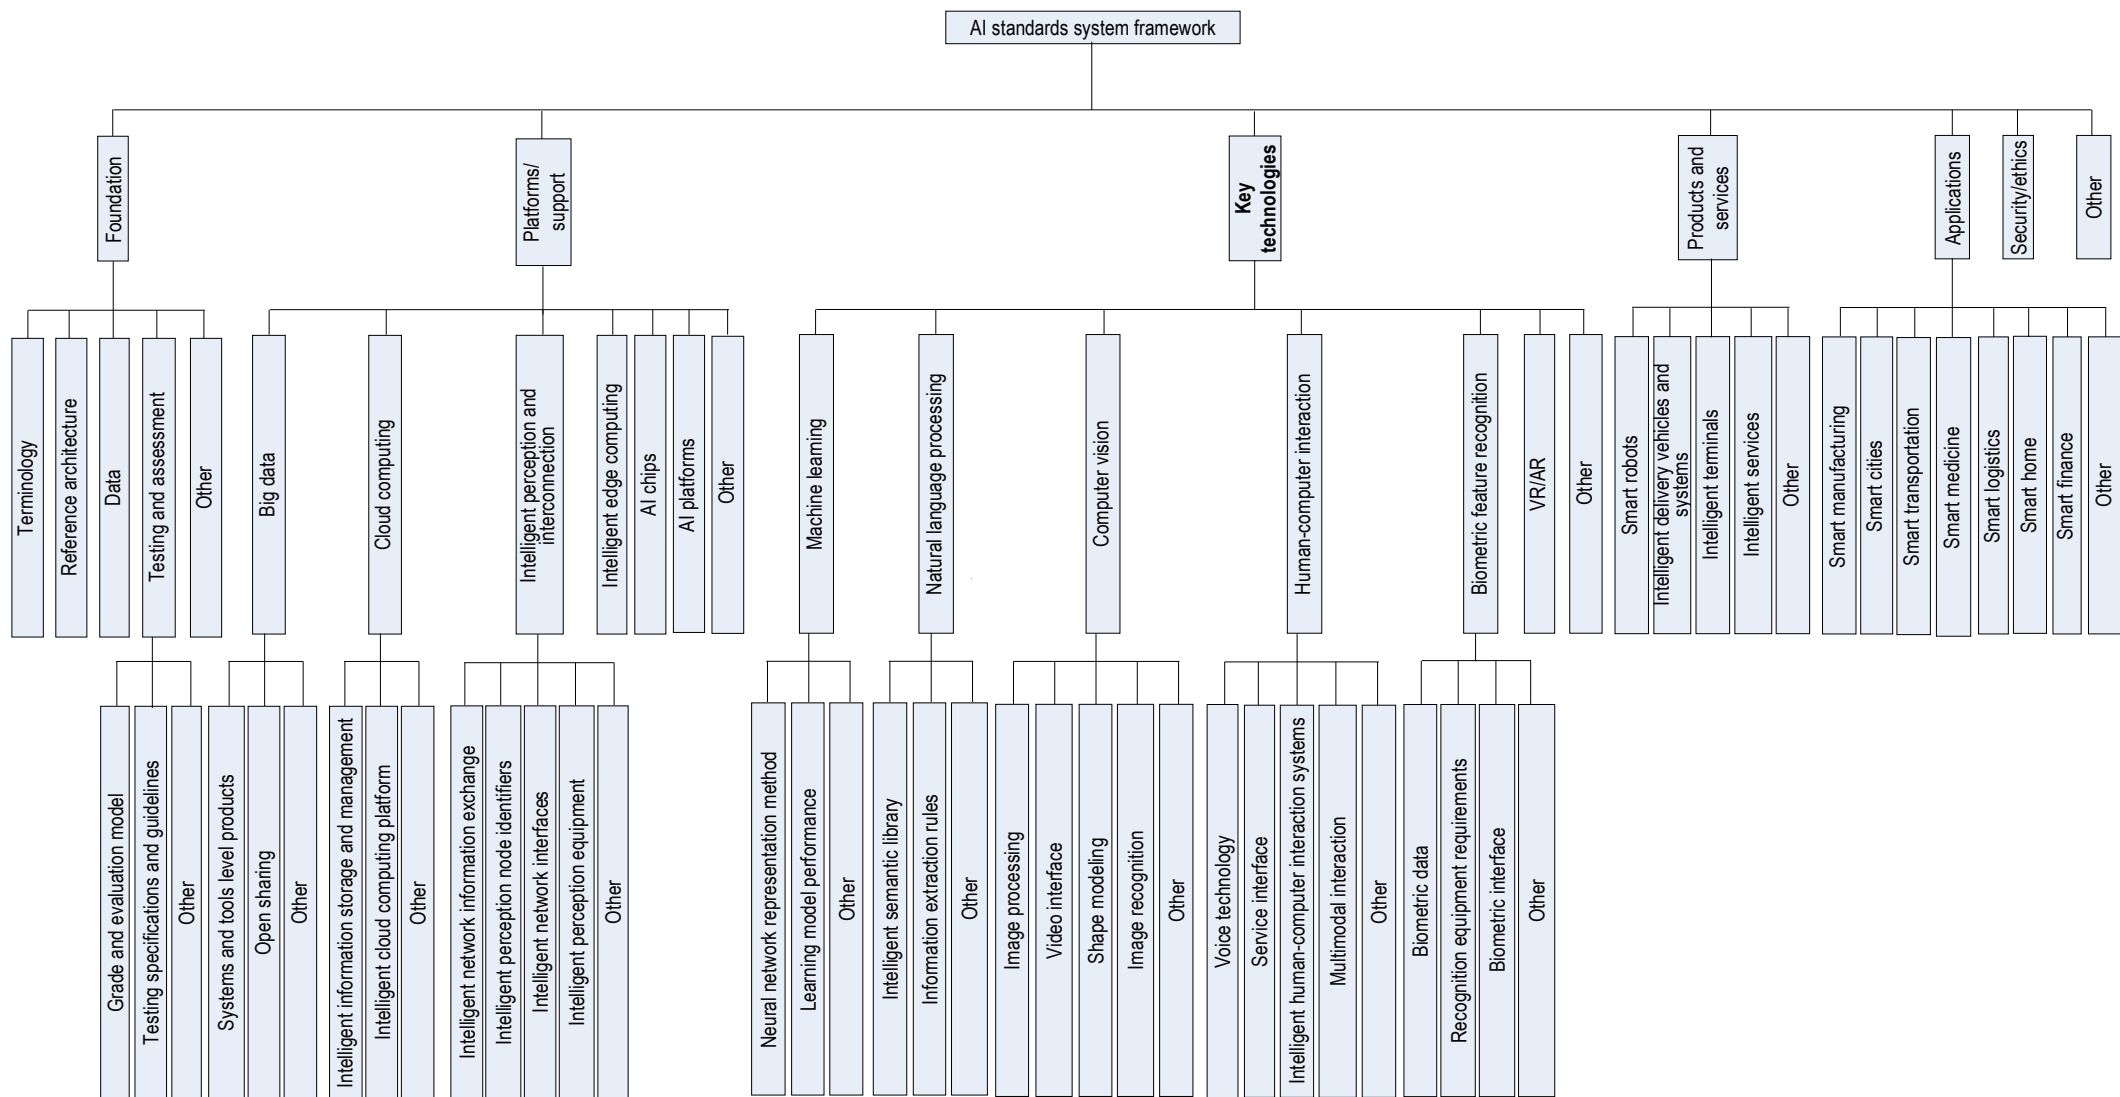 AI standards system framework
Foundation
Platforms/
support
Key
technologies
Products and
services
Applications
Security/ethics
Other
Terminology
Reference architecture
Data
Testing and assessment
Other
Big data
Cloud computing
Intelligent perception and
interconnection
Intelligent edge computing
AI chips
AI platforms
Other
Machine learning
Natural language processing
Computer vision
Human-computer interaction
Biometric feature recognition
VR/AR
Other
Smart robots
Intelligent delivery vehicles and
systems
Intelligent terminals
Intelligent services
Other
Smart manufacturing
Smart cities
Smart transportation
Smart medicine
Smart logistics
Smart home
Smart finance
Other
Grade and evaluation model
Testing specifications and guidelines
Other
Systems and tools level products
Open sharing
Other
Intelligent information storage and management
Intelligent cloud computing platform
Other
Intelligent network information exchange
Intelligent perception node identifiers
Intelligent network interfaces
Intelligent perception equipment
Other
Neural network representation method
Learning model performance
Other
Intelligent semantic library
Information extraction rules
Other
Image processing
Video interface
Shape modeling
Image recognition
Other
Voice technology
Service interface
Intelligent human-computer interaction systems
Multimodal interaction
Other
Biometric data
Recognition equipment requirements
Biometric interface
Other